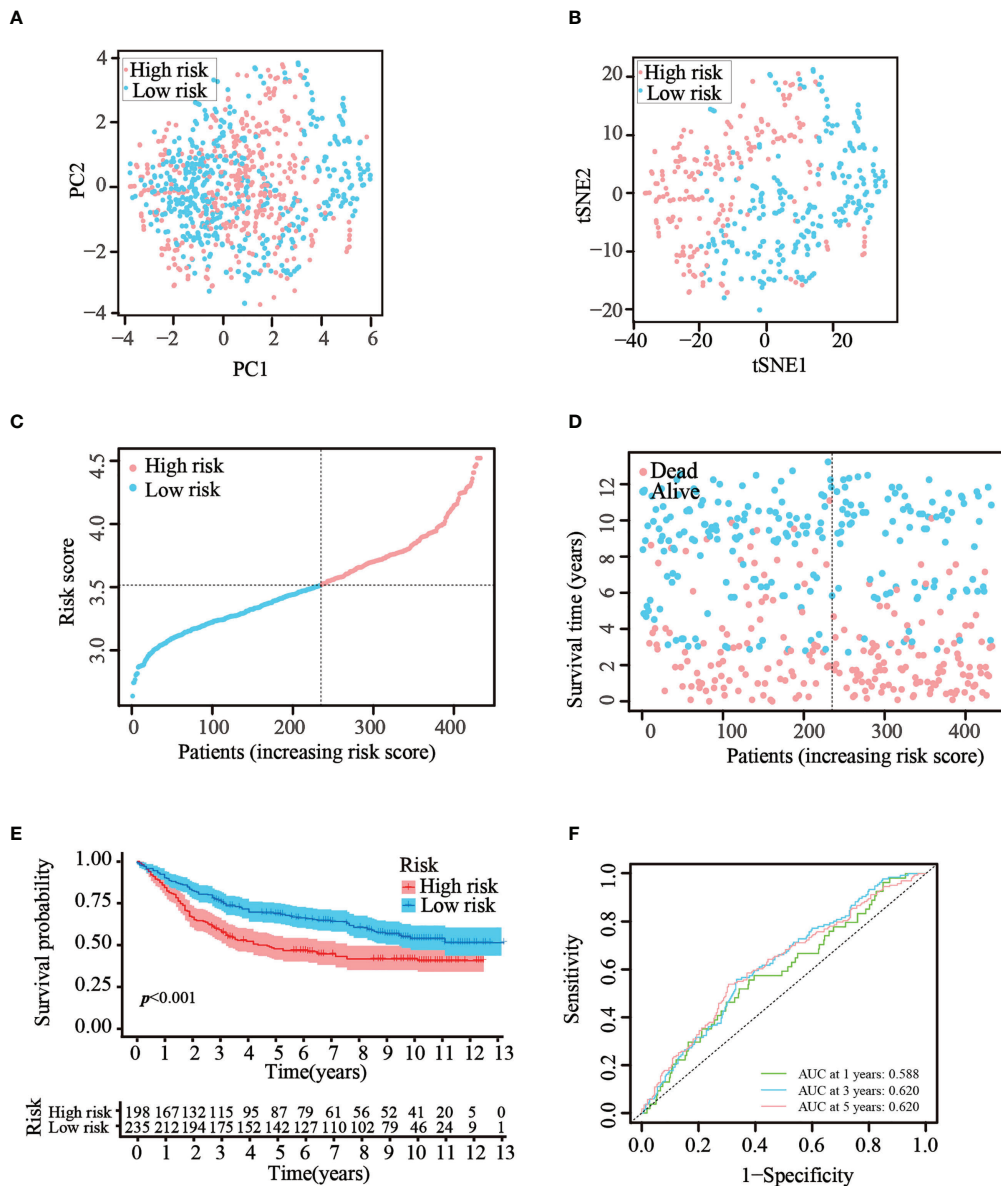 A
High risk
Low risk
4
2
0
−2
−4
PC2
−4 −2 0 2 4 6
PC1
B
High risk
Low risk
20
10
0
−10
−20
tSNE2
−40 −20 0 20
tSNE1
C
High risk
Low risk
4.5
4.0
3.5
3.0
Risk score
0 100 200 300 400
Patients (increasing risk score)
D
Dead
Alive
12
10
8
6
4
2
0
Survival time (years)
0 100 200 300 400
Patients (increasing risk score)
E
Risk
High risk
Low risk
1.00
0.75
0.50
0.25
0.00
Survival probability
p<0.001
0 1 2 3 4 5 6 7 8 9 10 11 12 13
Time(years)
Risk
High risk 198 167 132 115 95 87 79 61 56 52 41 20 5 0
Low risk 235 212 194 175 152 142 127 110 102 79 46 24 9 1
0 1 2 3 4 5 6 7 8 9 10 11 12 13
Time(years)
F
1.0
0.8
0.6
0.4
0.2
0.0
Sensitivity
AUC at 1 years: 0.588
AUC at 3 years: 0.620
AUC at 5 years: 0.620
0.0 0.2 0.4 0.6 0.8 1.0
1−Specificity